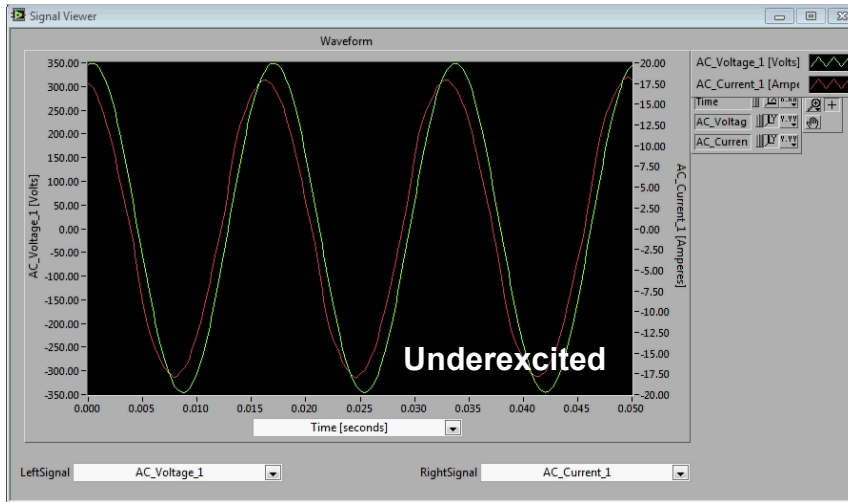 Signal Viewer
Waveform
AC_Voltage_1 [Volts]
350.00
300.00
250.00
200.00
150.00
100.00
50.00
0.00
-50.00
-100.00
-150.00
-200.00
-250.00
-300.00
-350.00
20.00
17.50
15.00
12.50
10.00
7.50
5.00
2.50
0.00
-2.50
-5.00
-7.50
-10.00
-12.50
-15.00
-17.50
-20.00
AC_Current_1 [Amperes]
Underexcited
0.000 0.005 0.010 0.015 0.020 0.025 0.030 0.035 0.040 0.045 0.050
Time [seconds]
AC_Voltage_1 [Volts]
AC_Current_1 [Ampe
Time
AC_Voltag
AC_Curren
LeftSignal AC_Voltage_1 RightSignal AC_Current_1